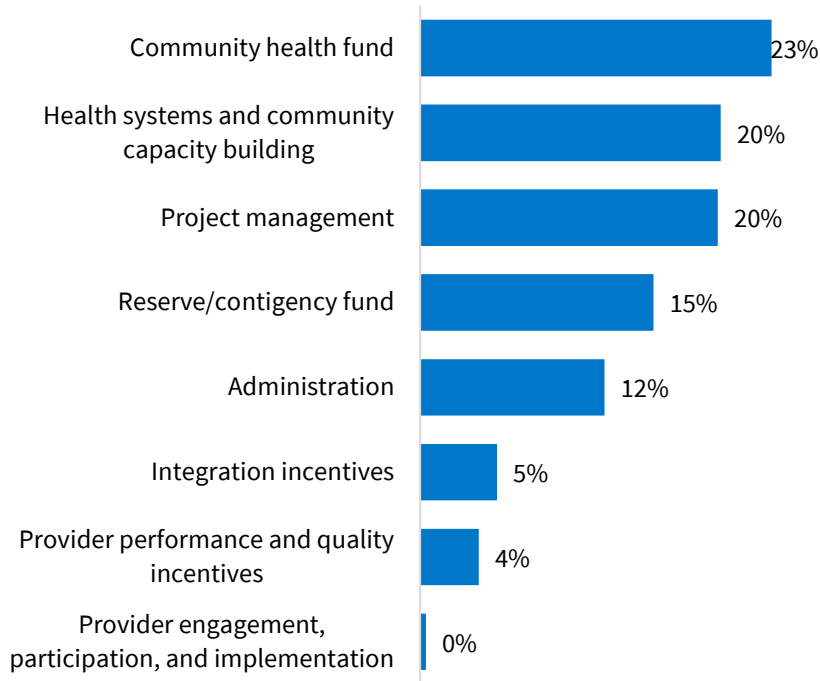 Community health fund
23%
Health systems and community
capacity building
20%
Project management
20%
Reserve/contigency fund
15%
Administration
12%
Integration incentives
5%
Provider performance and quality
incentives
4%
Provider engagement,
participation, and implementation
0%